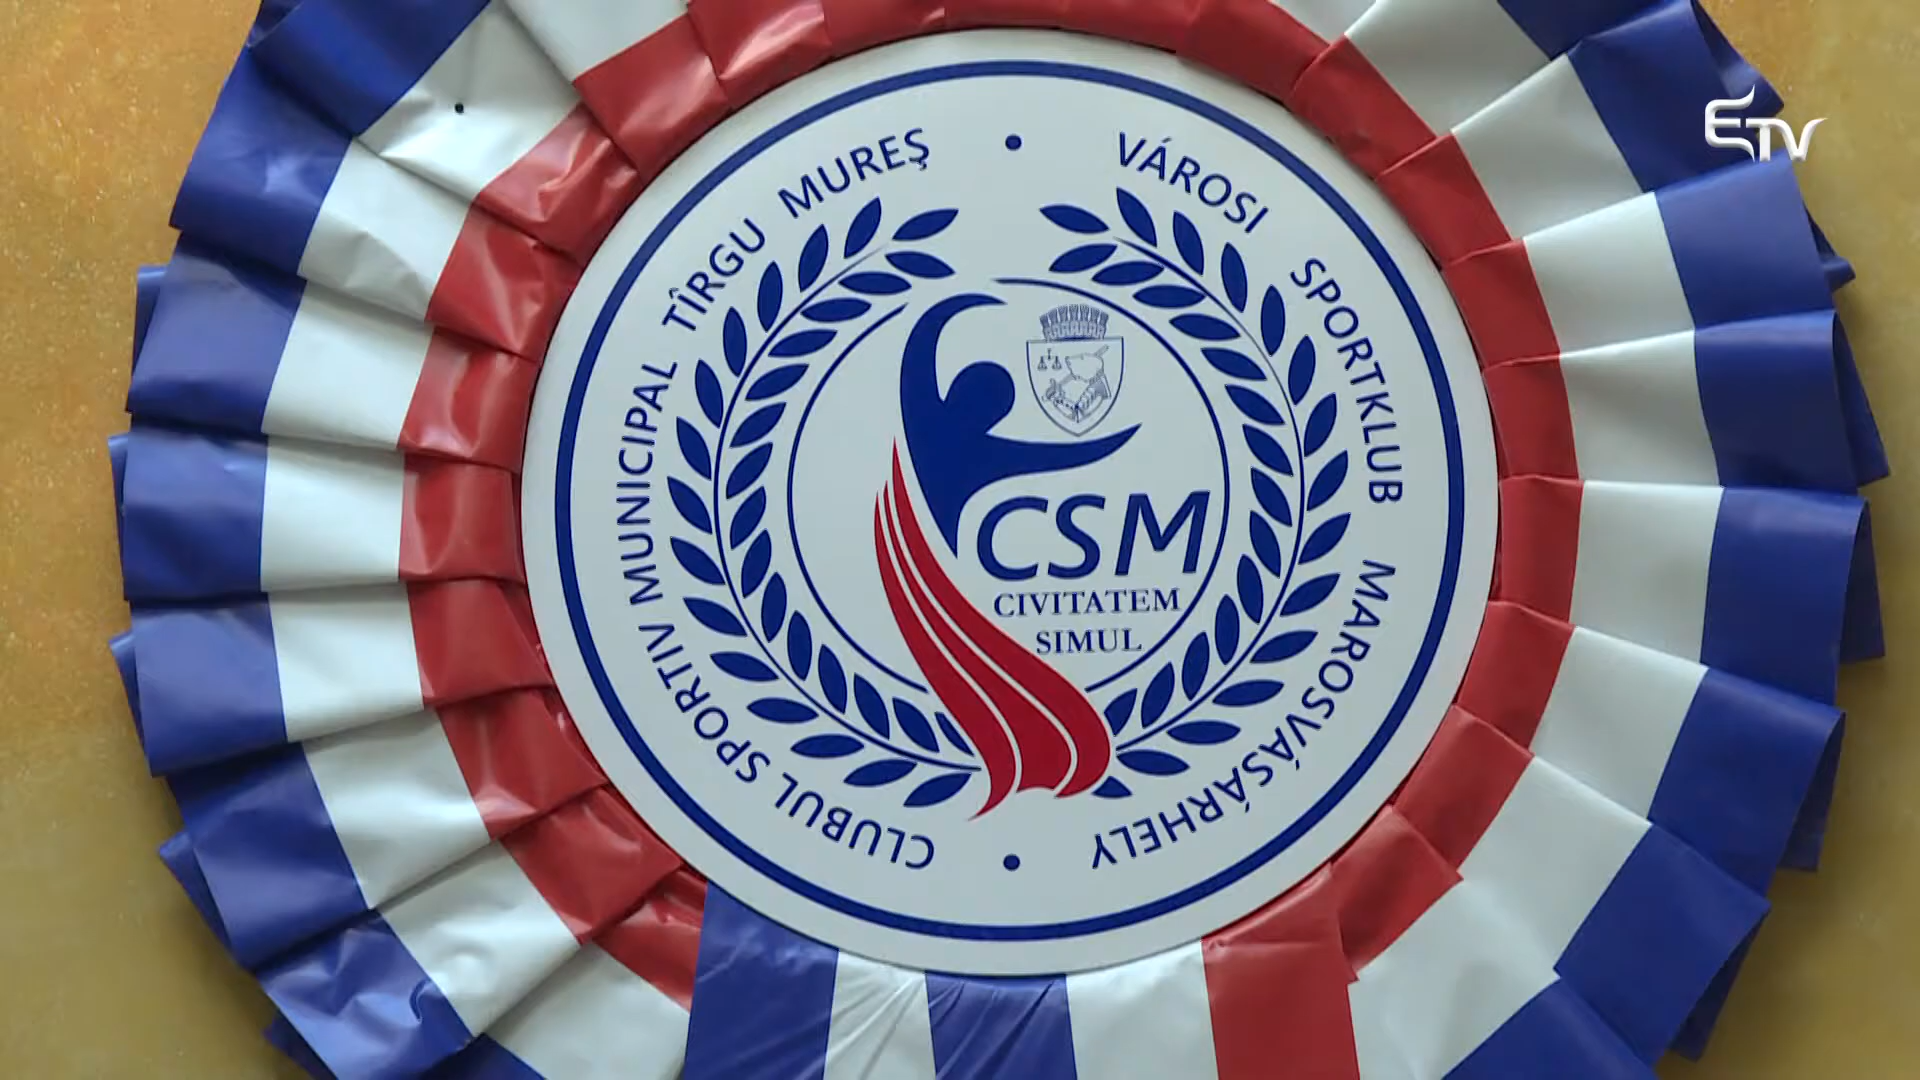 CLUBUL SPORTIV MUNICIPAL TÎRGU MUREŞ
VÁROSI SPORTKLUB MAROSVÁSÁRHELY
CSM
CIVITATEM
SIMUL
ETV